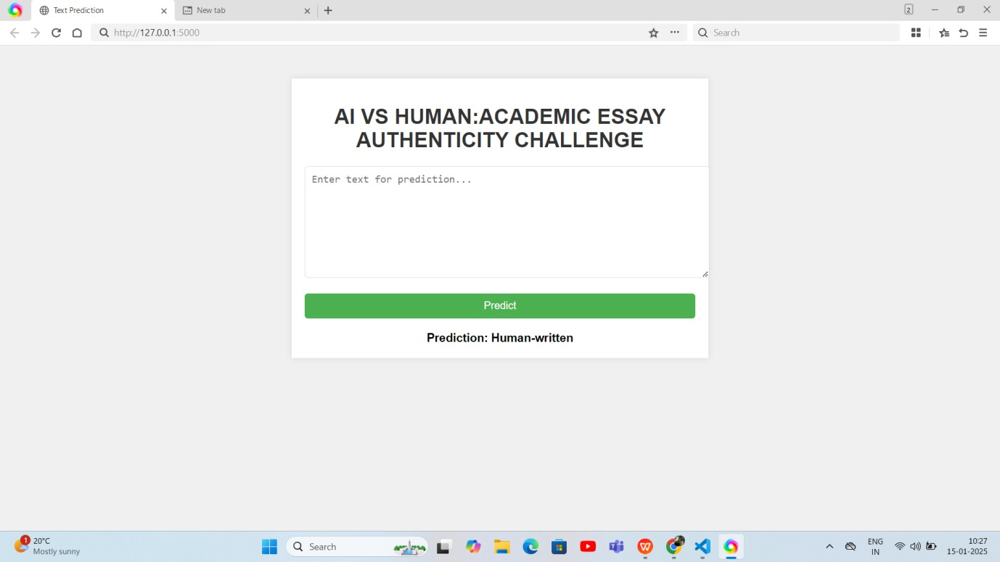 Text Prediction
New tab
2
http://127.0.0.1:5000
Search
AI VS HUMAN:ACADEMIC ESSAY
AUTHENTICITY CHALLENGE
Enter text for prediction...
Predict
Prediction: Human-written
1
20°C
Mostly sunny
Search
ENG
IN
10:27
15-01-2025